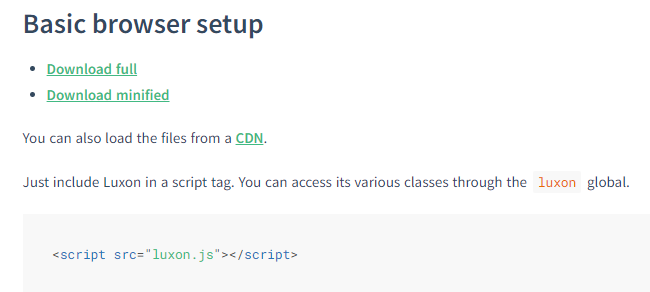 Basic browser setup
Download full
Download minified
You can also load the files from a CDN.
Just include Luxon in a script tag. You can access its various classes through the luxon global.
<script src="luxon.js"></script>